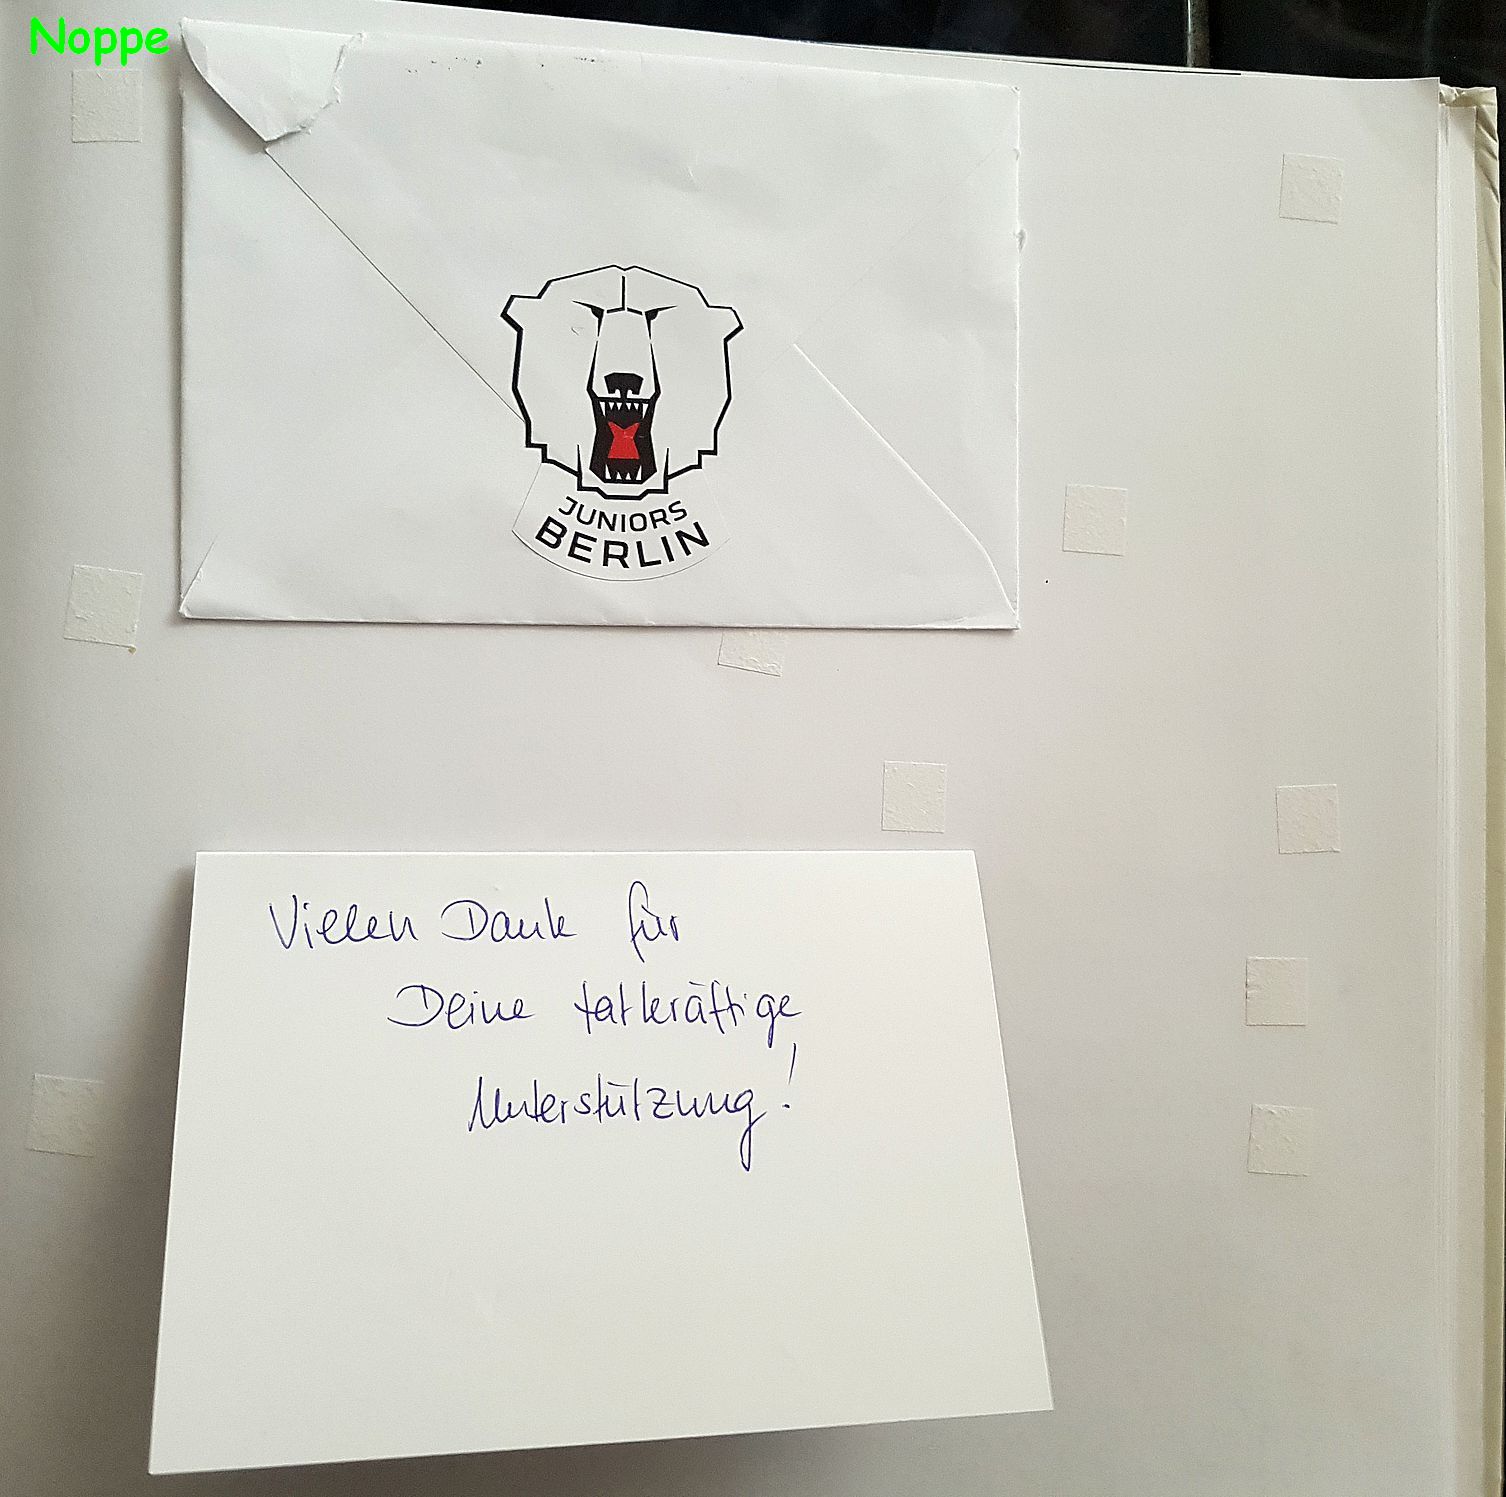 Noppe
JUNIORS
BERLIN
Vielen Dank für
Deine tatkräftige
Unterstützung!